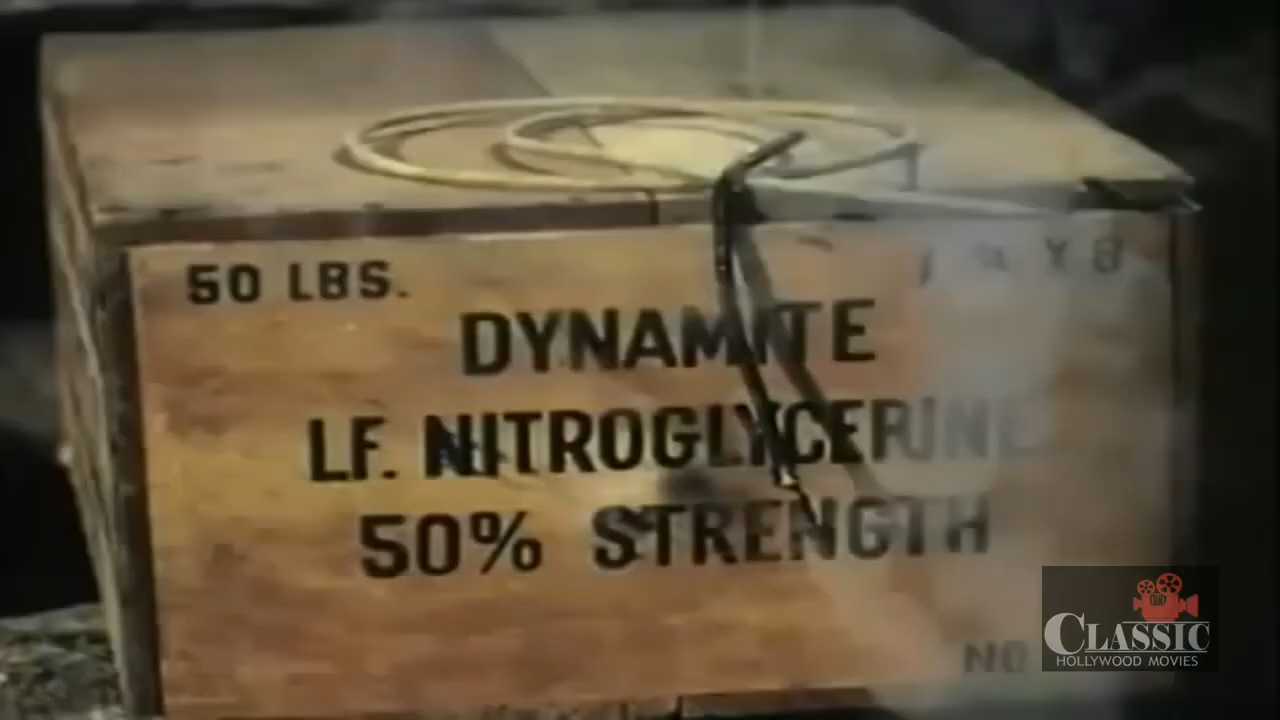 50 LBS.
DYNAMITE
LF. NITROGLYCERINE
50% STRENGTH
NO
CLASSIC
HOLLYWOOD MOVIES